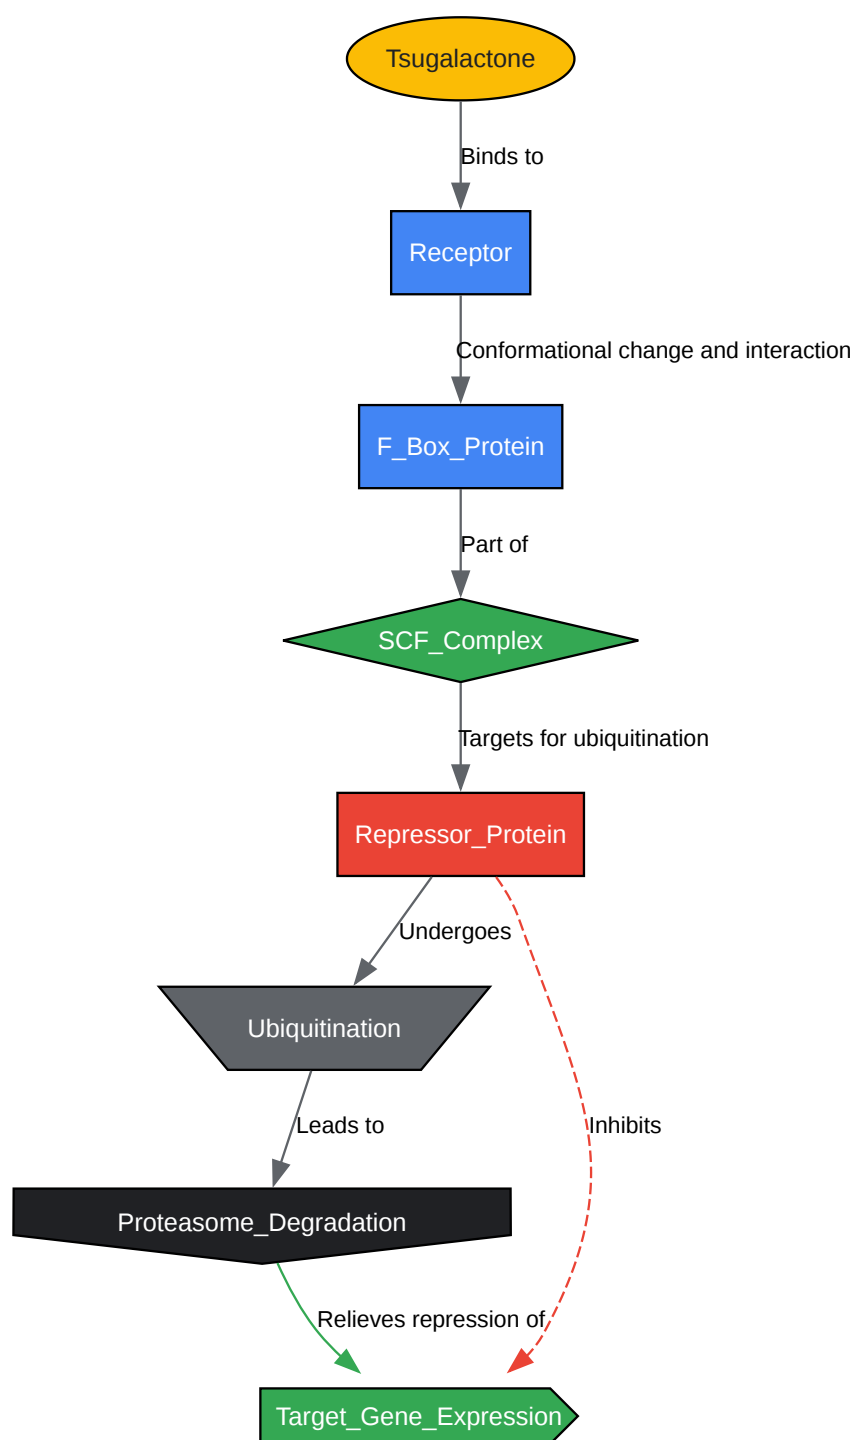 Tsugalactone
Binds to
Receptor
Conformational change and interaction
F_Box_Protein
Part of
SCF_Complex
Targets for ubiquitination
Repressor_Protein
Undergoes
Ubiquitination
Inhibits
Leads to
Proteasome_Degradation
Relieves repression of
Target_Gene_Expression